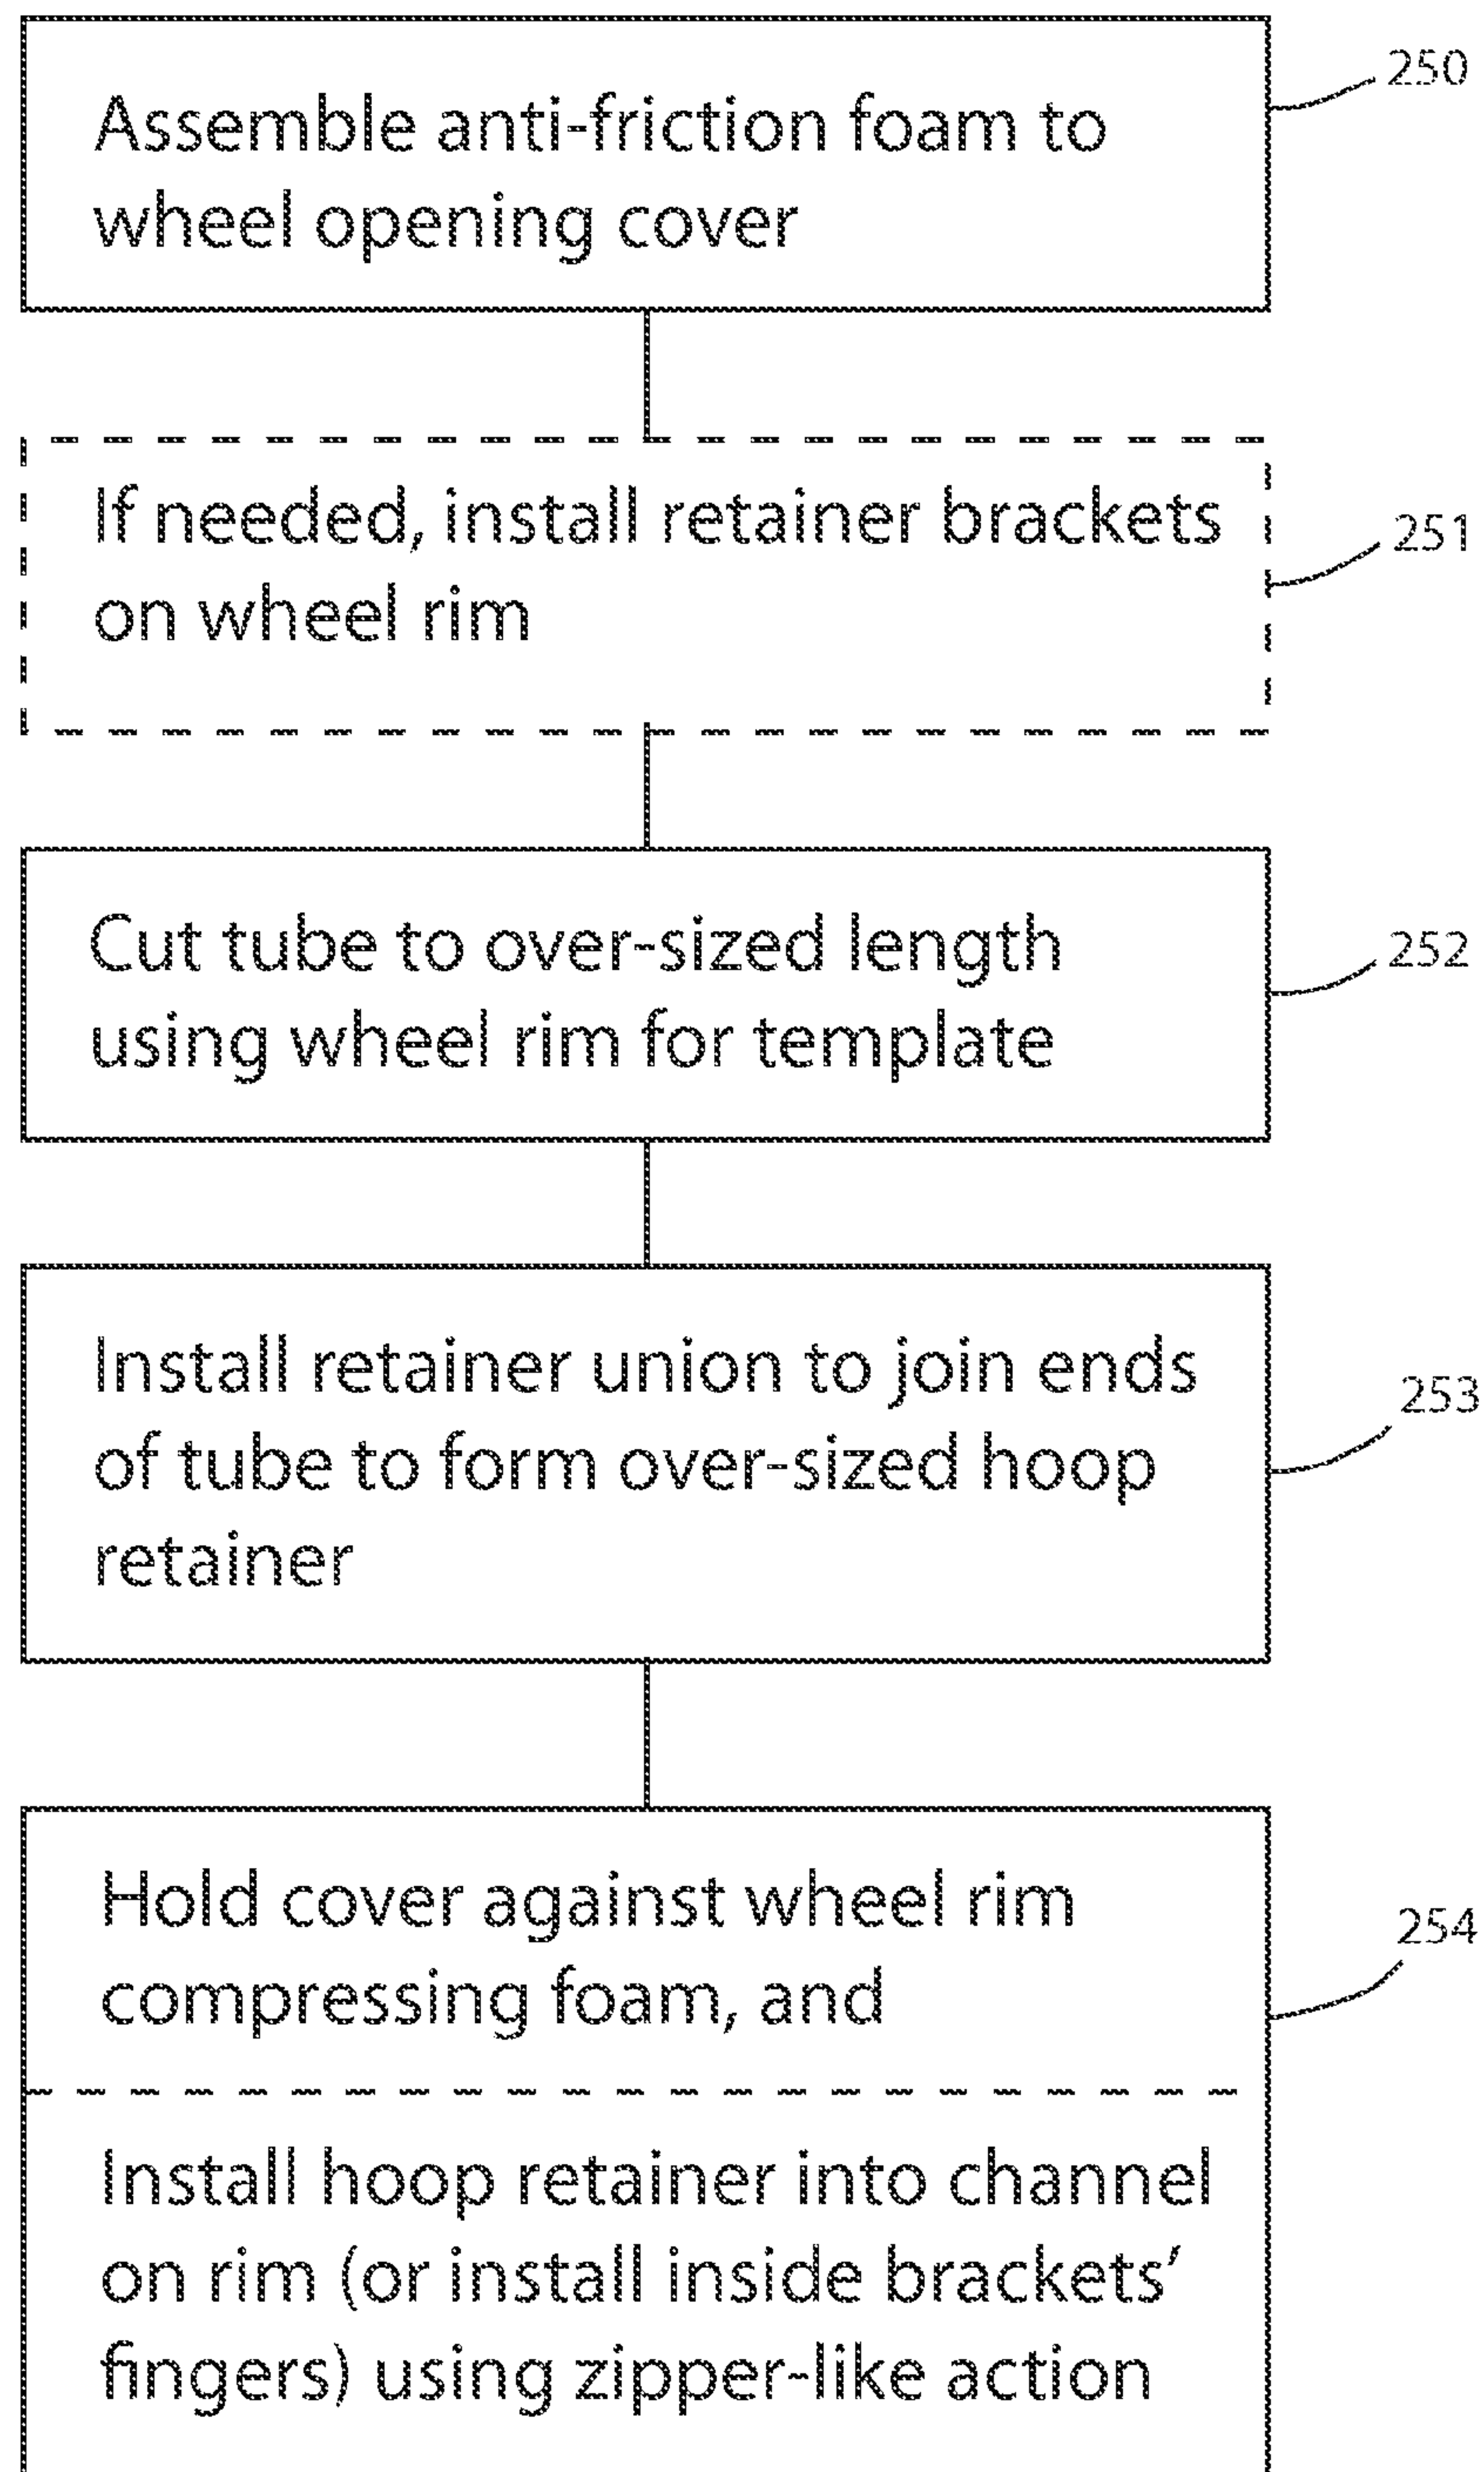 Assemble anti-friction foam to
wheel opening cover
250
If needed, install retainer brackets
on wheel rim
251
Cut tube to over-sized length
using wheel rim for template
252
Install retainer union to join ends
of tube to form over-sized hoop
retainer
253
Hold cover against wheel rim
compressing foam, and
254
Install hoop retainer into channel
on rim (or install inside brackets’
fingers) using zipper-like action